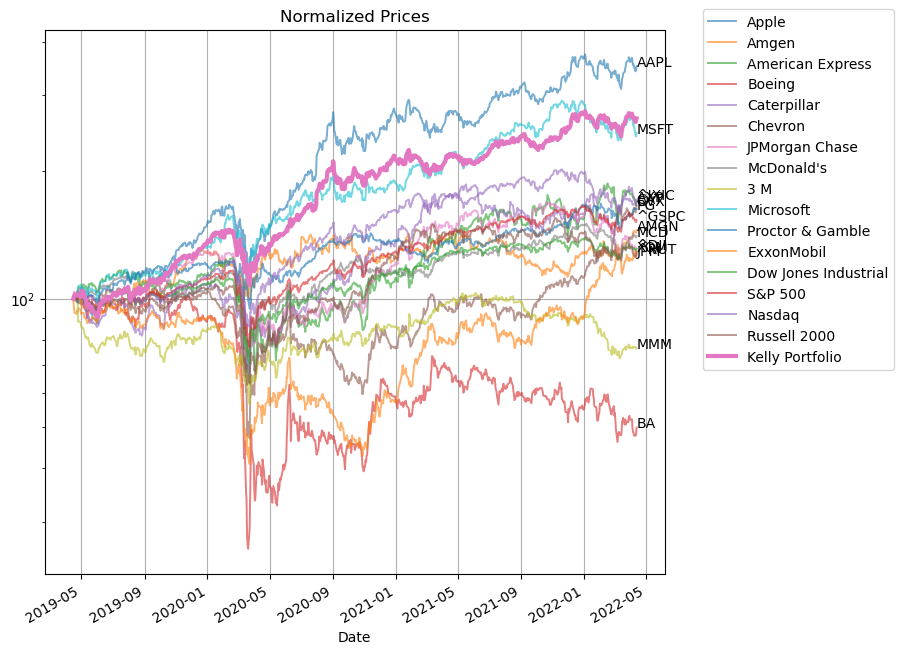 Normalized Prices
Apple
Amgen
American Express
Boeing
Caterpillar
Chevron
JPMorgan Chase
McDonald's
3 M
Microsoft
Proctor & Gamble
ExxonMobil
Dow Jones Industrial
S&P 500
Nasdaq
Russell 2000
Kelly Portfolio
AAPL
MSFT
^GSPC
AMGN
MCD
MMM
BA
10²
2019-05
2019-09
2020-01
2020-05
2020-09
2021-01
2021-05
2021-09
2022-01
2022-05
Date